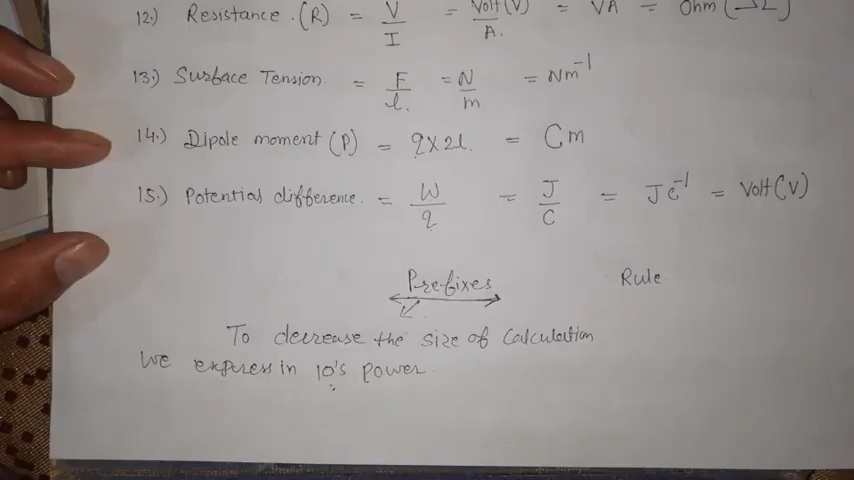 12.) Resistance. (R) = V/I = Volt(V)/A. = VA = Ohm (Ω)
13.) Surface Tension = F/l. = N/m = Nm⁻¹
14.) Dipole moment (P) = q×2l. = Cm
15.) Potential difference. = W/q = J/C = JC⁻¹ = Volt(V)
Prefixes Rule
To decrease the size of Calculation
We express in 10's power.